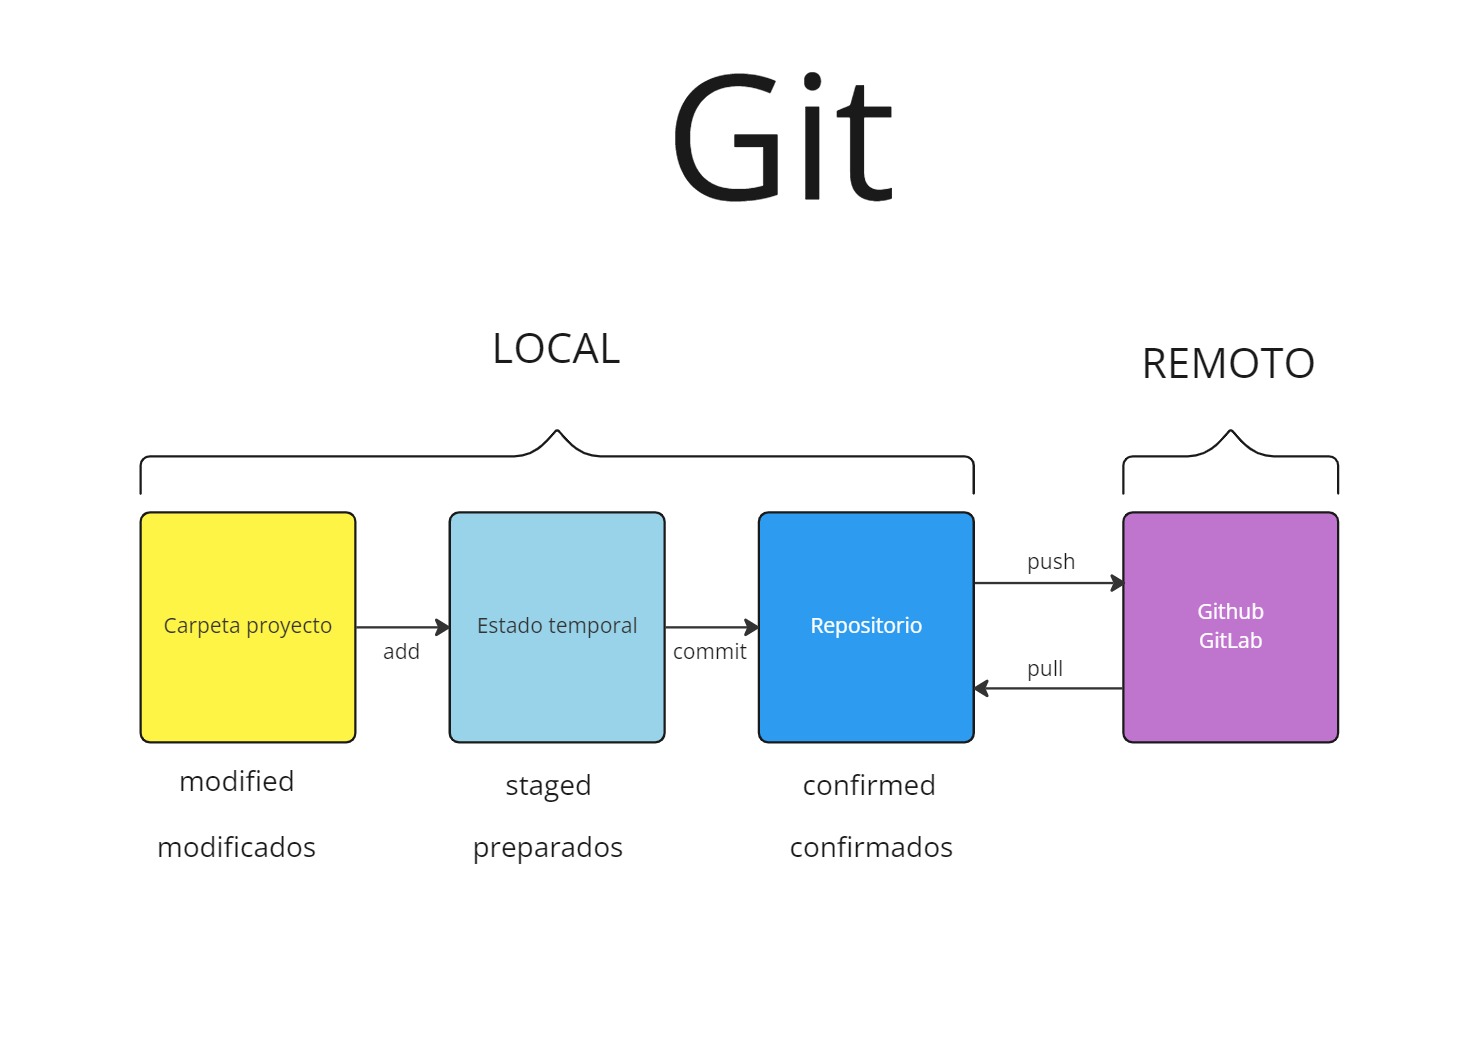 Git
LOCAL
REMOTO
Carpeta proyecto
add
Estado temporal
commit
Repositorio
push
pull
Github
GitLab
modified
staged
confirmed
modificados
preparados
confirmados